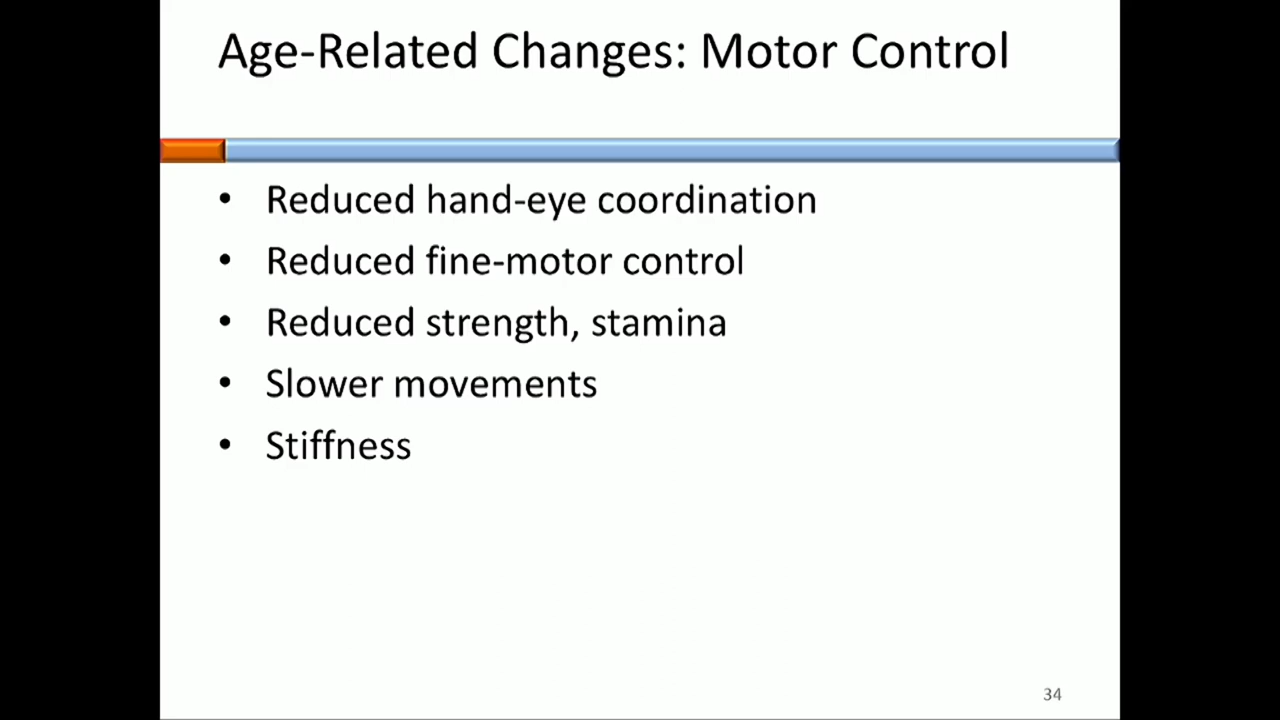 Age-Related Changes: Motor Control
• Reduced hand-eye coordination
• Reduced fine-motor control
• Reduced strength, stamina
• Slower movements
• Stiffness
34